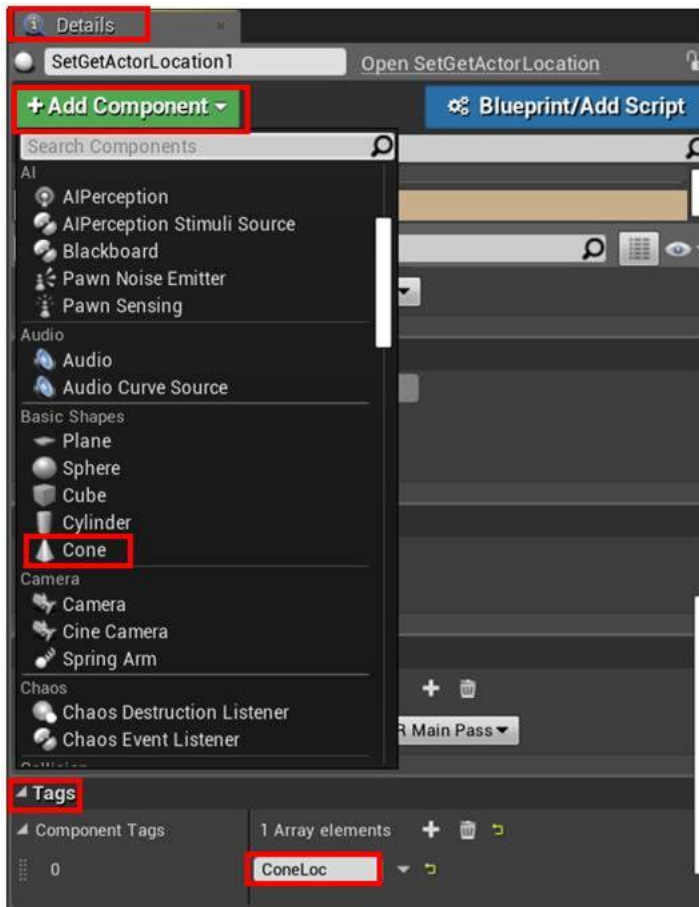 Details
SetGetActorLocation1 Open SetGetActorLocation
+ Add Component Blueprint/Add Script
Search Components
AI
AIPerception
AIPerception Stimuli Source
Blackboard
Pawn Noise Emitter
Pawn Sensing
Audio
Audio
Audio Curve Source
Basic Shapes
Plane
Sphere
Cube
Cylinder
Cone
Camera
Camera
Cine Camera
Spring Arm
Chaos
Chaos Destruction Listener
Chaos Event Listener R Main Pass
Collision
Tags
Component Tags 1 Array elements
0 ConeLoc